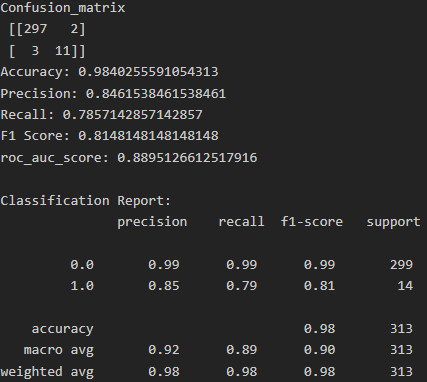 Confusion_matrix
[[297   2]
[  3  11]]
Accuracy: 0.9840255591054313
Precision: 0.8461538461538461
Recall: 0.7857142857142857
F1 Score: 0.8148148148148148
roc_auc_score: 0.8895126612517916
Classification Report:
precision    recall  f1-score   support
0.0       0.99      0.99      0.99       299
1.0       0.85      0.79      0.81        14
accuracy                           0.98       313
macro avg       0.92      0.89      0.90       313
weighted avg       0.98      0.98      0.98       313